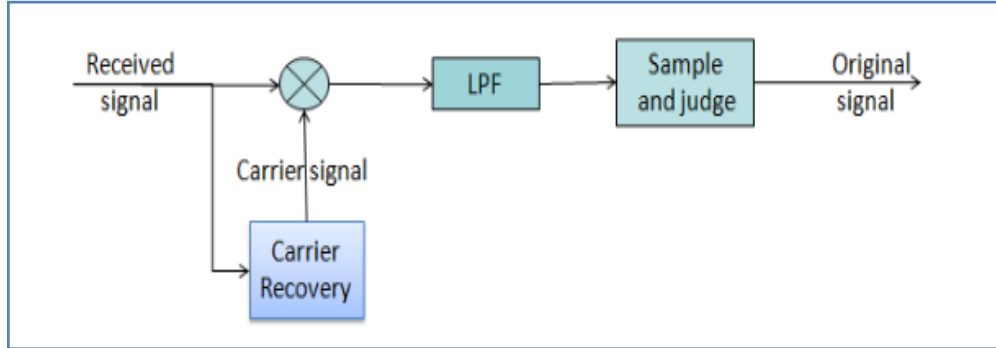 Received
signal
LPF
Sample
and judge
Original
signal
Carrier signal
Carrier
Recovery